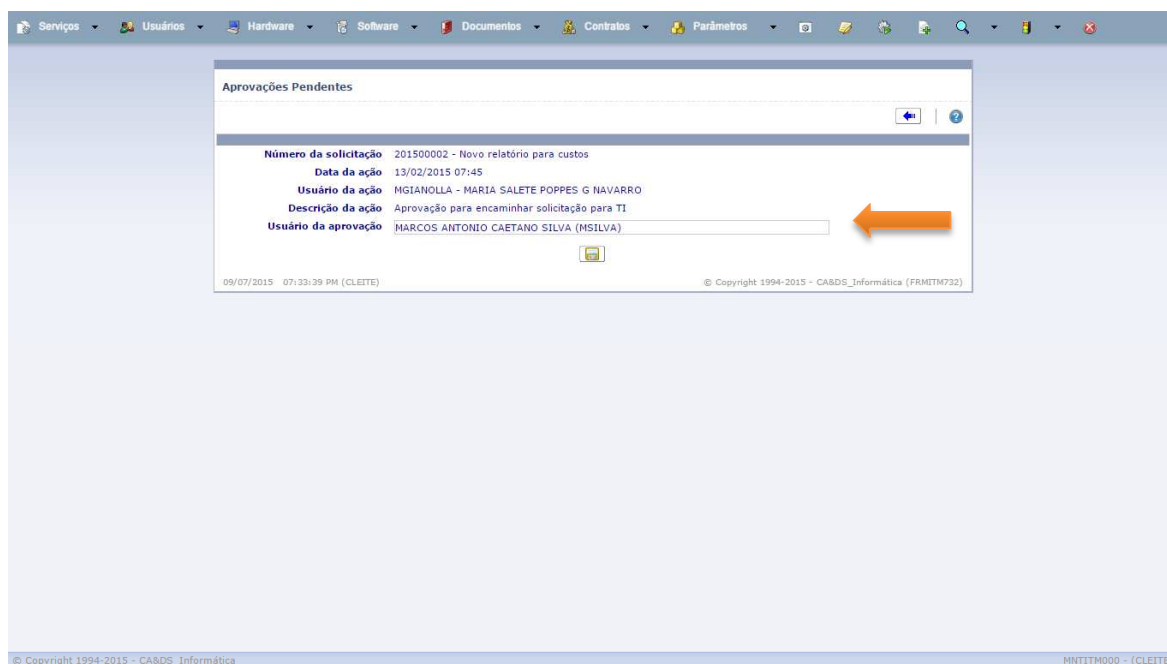 Serviços Usuários Hardware Software Documentos Contratos Parâmetros
Aprovações Pendentes
Número da solicitação 201500002 - Novo relatório para custos
Data da ação 13/02/2015 07:45
Usuário da ação MGIANOLLA - MARIA SALETE POPPES G NAVARRO
Descrição da ação Aprovação para encaminhar solicitação para TI
Usuário da aprovação MARCOS ANTONIO CAETANO SILVA (MSILVA)
09/07/2015 07:33:39 PM (CLEITE) © Copyright 1994-2015 - CA&DS_Informática (FRMITM732)
© Copyright 1994-2015 - CA&DS_Informática MNTITM000 - (CLEITE